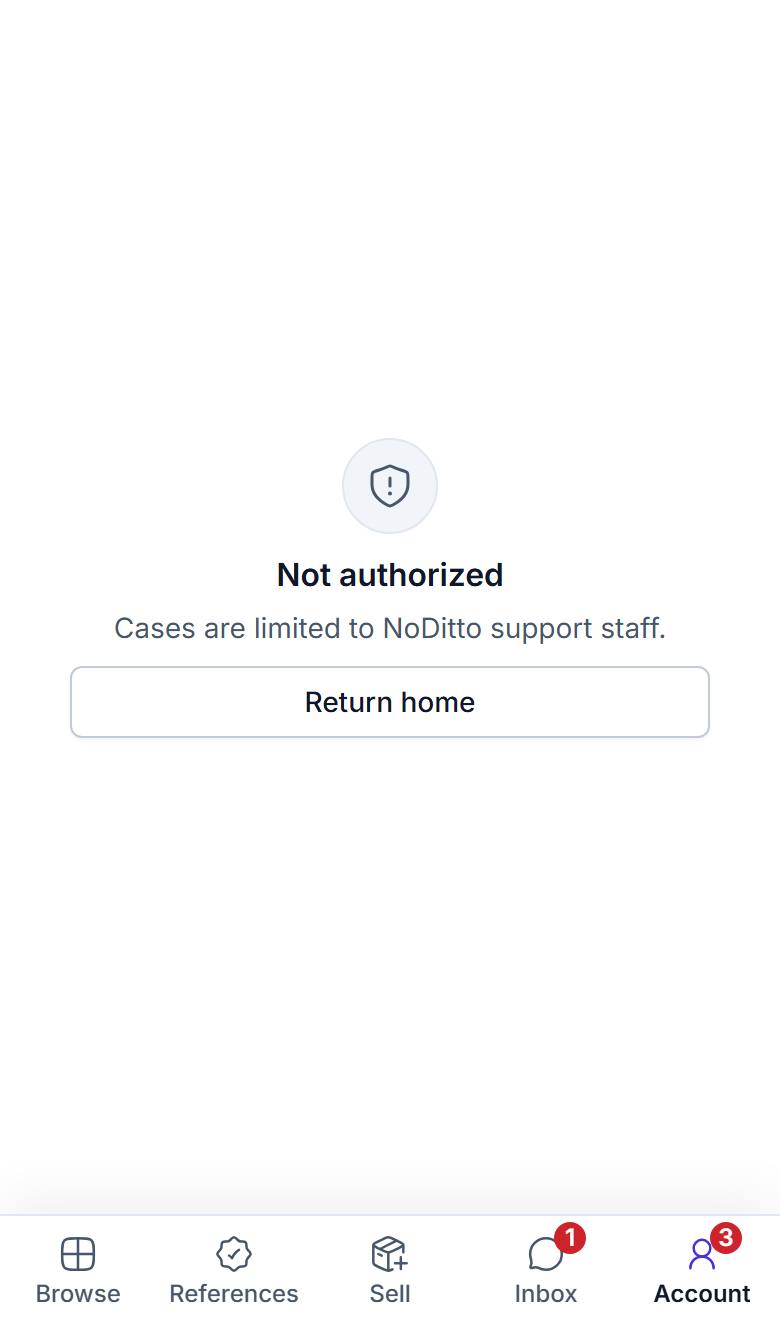 Not authorized
Cases are limited to NoDitto support staff.
Return home
1
3
Browse
References
Sell
Inbox
Account